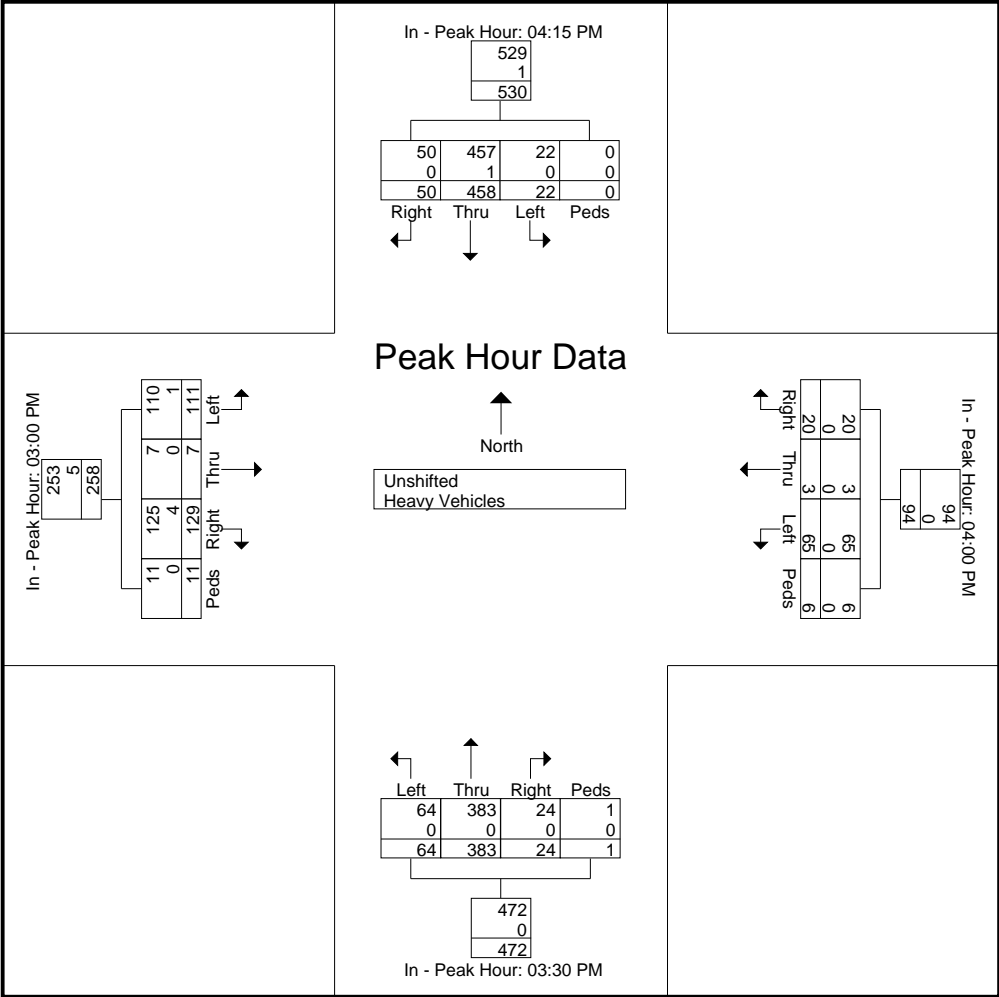 In - Peak Hour: 04:15 PM
529
1
530
50 457 22 0
0 1 0 0
50 458 22 0
Right Thru Left Peds
Peak Hour Data
North
Unshifted
Heavy Vehicles
In - Peak Hour: 03:00 PM
253
5
258
110 7 125 11
1 0 4 0
111 7 129 11
Left Thru Right Peds
In - Peak Hour: 04:00 PM
94
0
94
20 3 65 6
0 0 0 0
20 3 65 6
Right Thru Left Peds
Left Thru Right Peds
64 383 24 1
0 0 0 0
64 383 24 1
472
0
472
In - Peak Hour: 03:30 PM